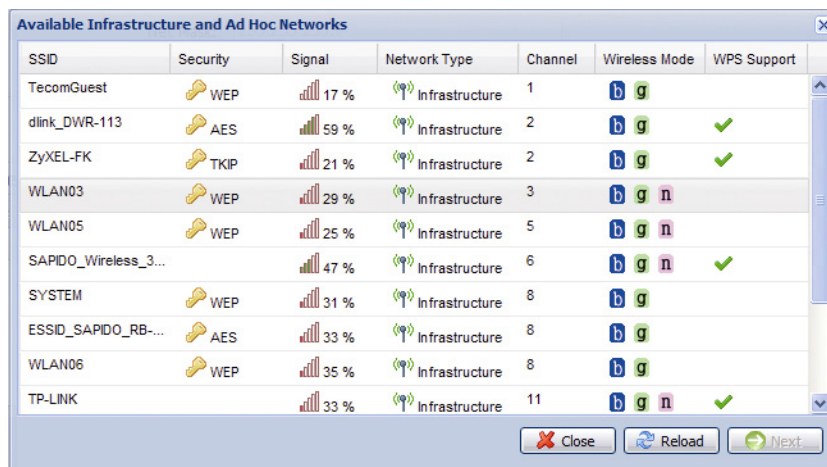 Available Infrastructure and Ad Hoc Networks
SSID Security Signal Network Type Channel Wireless Mode WPS Support
TecomGuest WEP 17 % Infrastructure 1 b g
dlink_DWR-113 AES 59 % Infrastructure 2 b g
ZyXEL-FK TKIP 21 % Infrastructure 2 b g
WLAN03 WEP 29 % Infrastructure 3 b g n
WLAN05 WEP 25 % Infrastructure 5 b g n
SAPIDO_Wireless_3... 47 % Infrastructure 6 b g n
SYSTEM WEP 31 % Infrastructure 8 b g
ESSID_SAPIDO_RB-... AES 33 % Infrastructure 8 b g
WLAN06 WEP 35 % Infrastructure 8 b g
TP-LINK 33 % Infrastructure 11 b g n
Close Reload Next